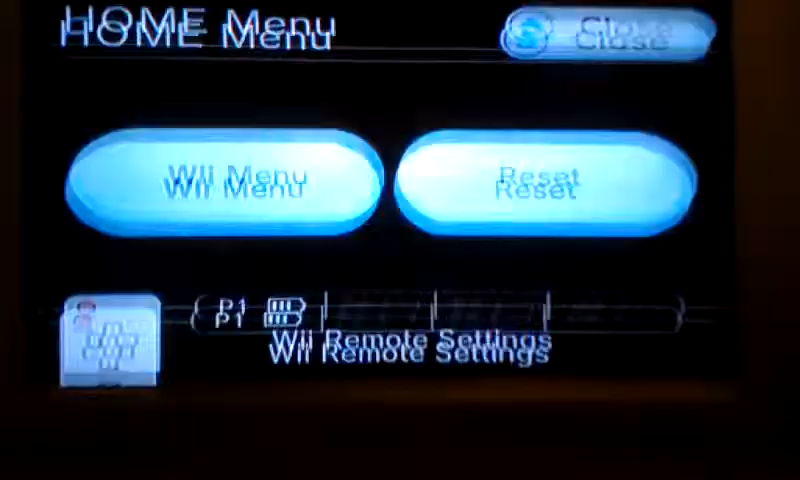 HOME Menu Close
Wii Menu Reset
P1
Wii Remote Settings